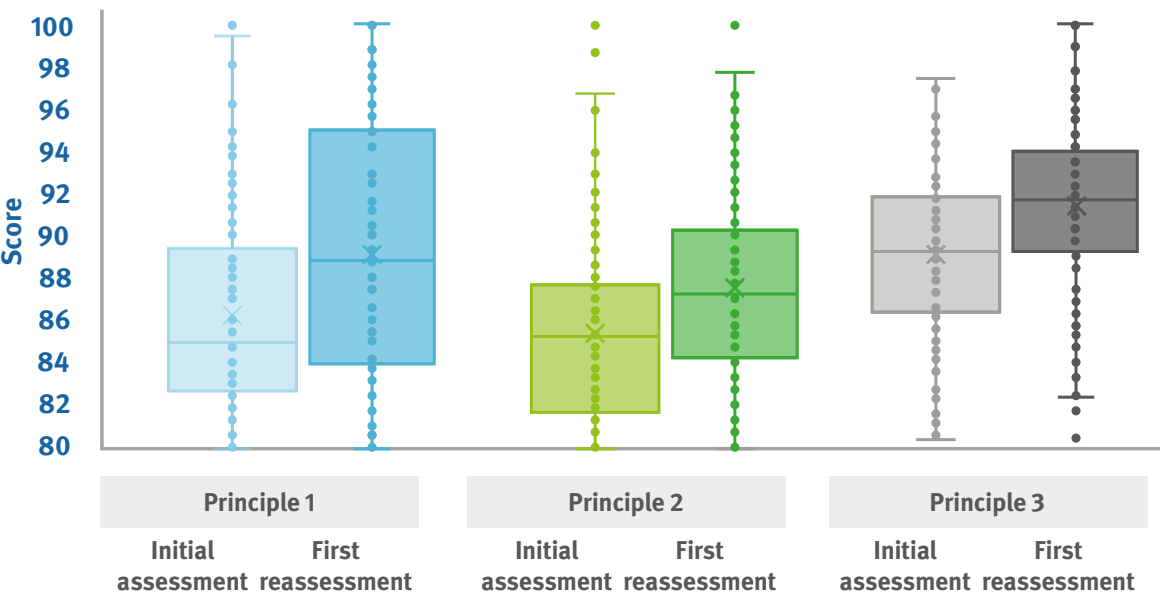 100
98
96
94
92
90
88
86
84
82
80
Score
Principle 1
Principle 2
Principle 3
Initial assessment
First reassessment
Initial assessment
First reassessment
Initial assessment
First reassessment